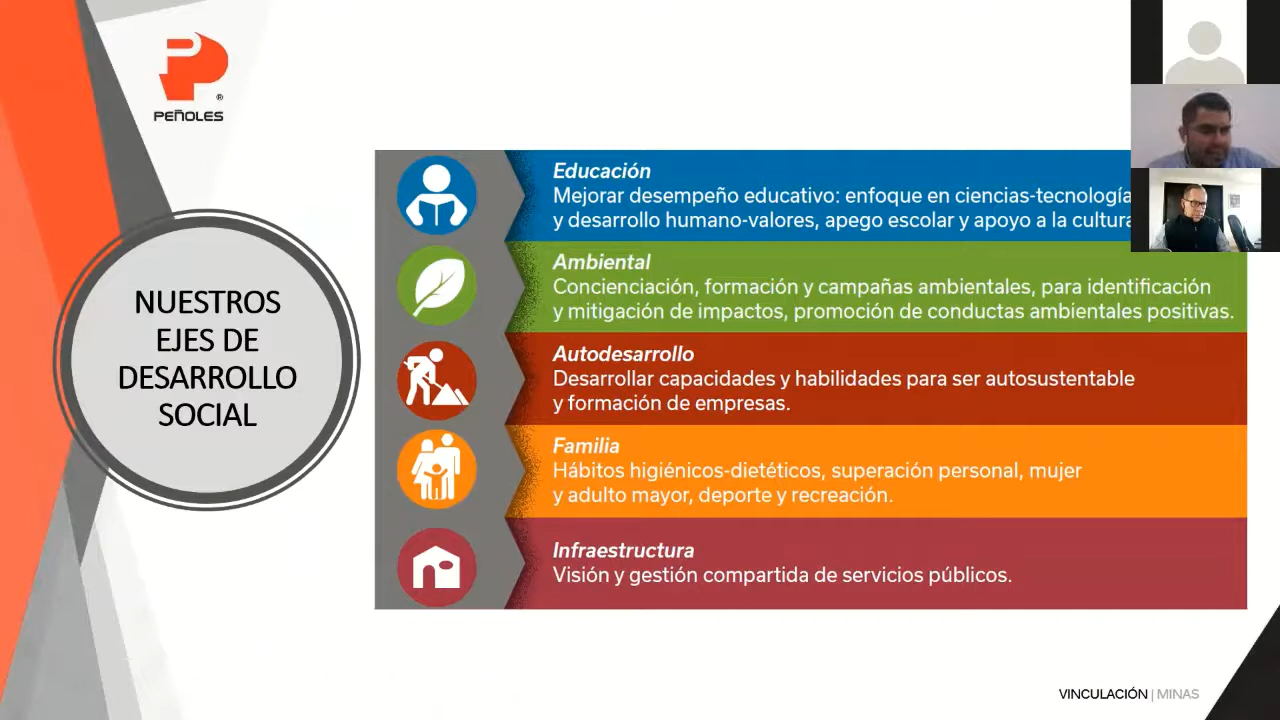 PEÑOLES
NUESTROS
EJES DE
DESARROLLO
SOCIAL
Educación
Mejorar desempeño educativo: enfoque en ciencias-tecnología
y desarrollo humano-valores, apego escolar y apoyo a la cultura
Ambiental
Concienciación, formación y campañas ambientales, para identificación
y mitigación de impactos, promoción de conductas ambientales positivas.
Autodesarrollo
Desarrollar capacidades y habilidades para ser autosustentable
y formación de empresas.
Familia
Hábitos higiénicos-dietéticos, superación personal, mujer
y adulto mayor, deporte y recreación.
Infraestructura
Visión y gestión compartida de servicios públicos.
VINCULACIÓN | MINAS